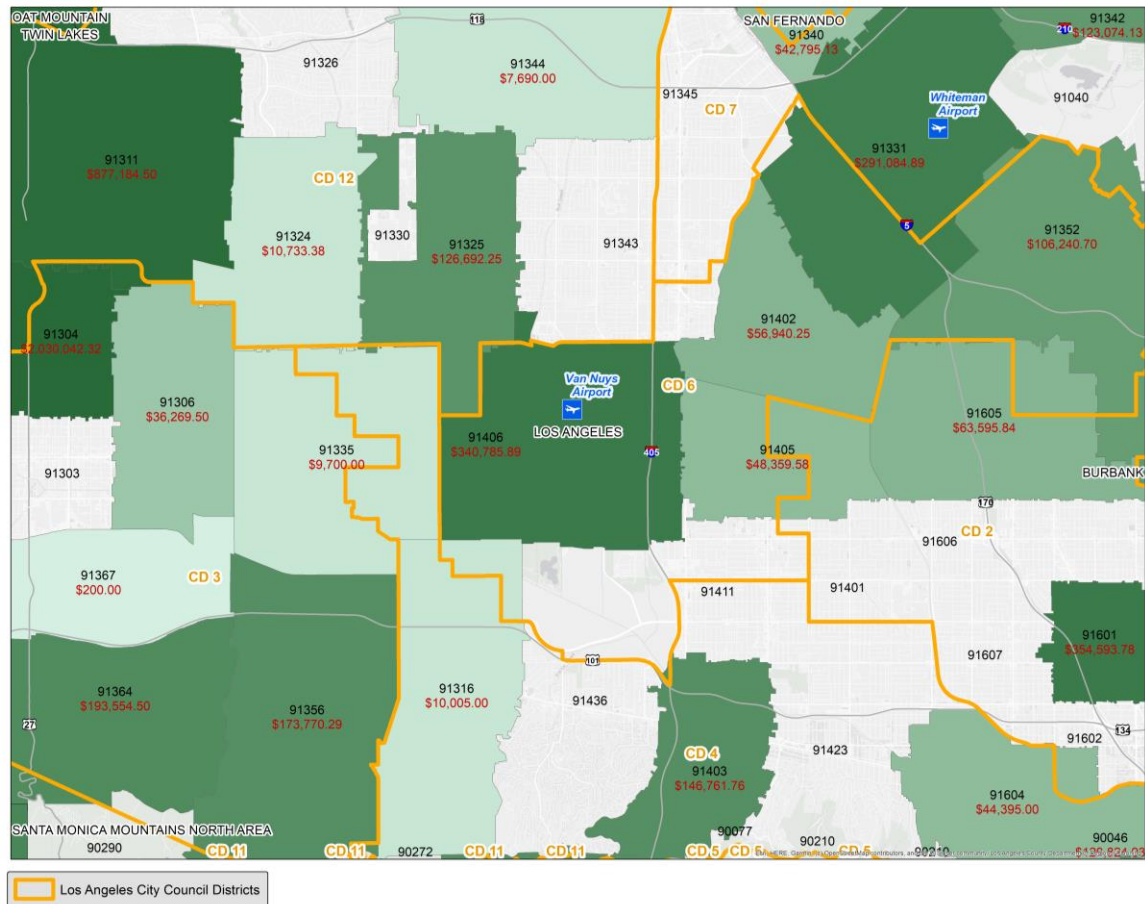 OAT MOUNTAIN
TWIN LAKES
118
SAN FERNANDO
91340
$42,795.13
210
91342
$123,074.13
91326
91344
$7,690.00
91345
CD 7
Whiteman
Airport
91040
91311
$877,184.50
91331
$291,084.89
CD 12
91324
$10,733.38
91330
91325
$126,692.25
91343
5
91352
$106,240.70
91402
$56,940.25
91304
$2,030,042.32
91306
$36,269.50
Van Nuys
Airport
CD 6
LOS ANGELES
91406
$340,785.89
405
91335
$9,700.00
91405
$48,359.58
91605
$63,595.84
91303
BURBANK
170
CD 2
91606
91367
$200.00
CD 3
91411
91401
91601
$354,593.78
91607
101
91364
$193,554.50
91356
$173,770.29
91316
$10,005.00
91436
27
134
91602
91423
CD 4
91403
$146,761.76
91604
$44,395.00
SANTA MONICA MOUNTAINS NORTH AREA
90290
90077
90210
90046
CD 11
CD 11
90272
CD 11
CD 11
CD 5
CD 5
CD 5
90210
Los Angeles City Council Districts